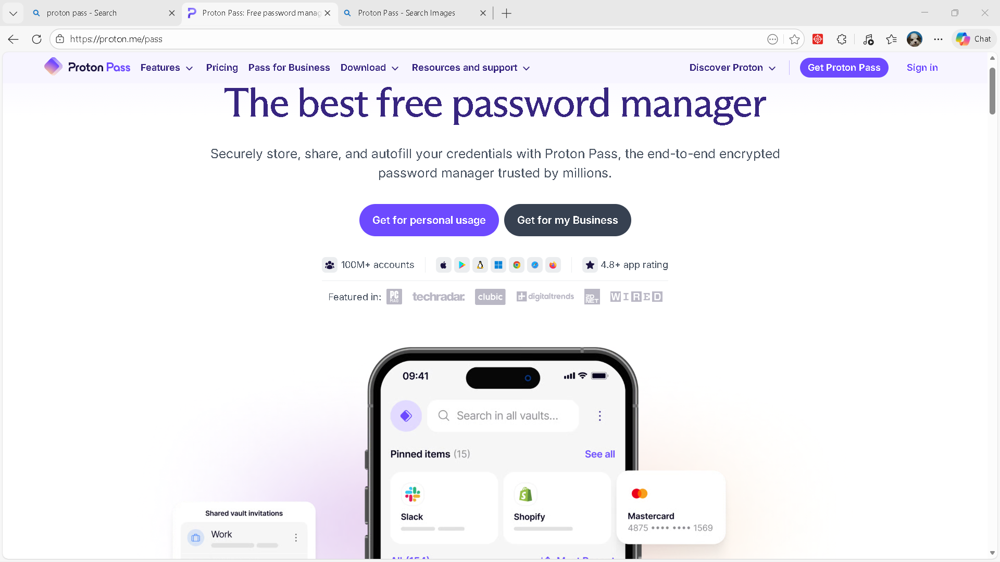 proton pass - Search
Proton Pass: Free password manag
Proton Pass - Search Images
https://proton.me/pass
Chat
Proton Pass
Features
Pricing
Pass for Business
Download
Resources and support
Discover Proton
Get Proton Pass
Sign in
The best free password manager
Securely store, share, and autofill your credentials with Proton Pass, the end-to-end encrypted
password manager trusted by millions.
Get for personal usage
Get for my Business
100M+ accounts
4.8+ app rating
Featured in:
PC MAG
techradar.
clubic
digitaltrends
ZDNET
WIRED
09:41
Search in all vaults...
Pinned items (15)
See all
Slack
Shopify
Mastercard
4875 •••• •••• 1569
Shared vault invitations
Work
All (154)